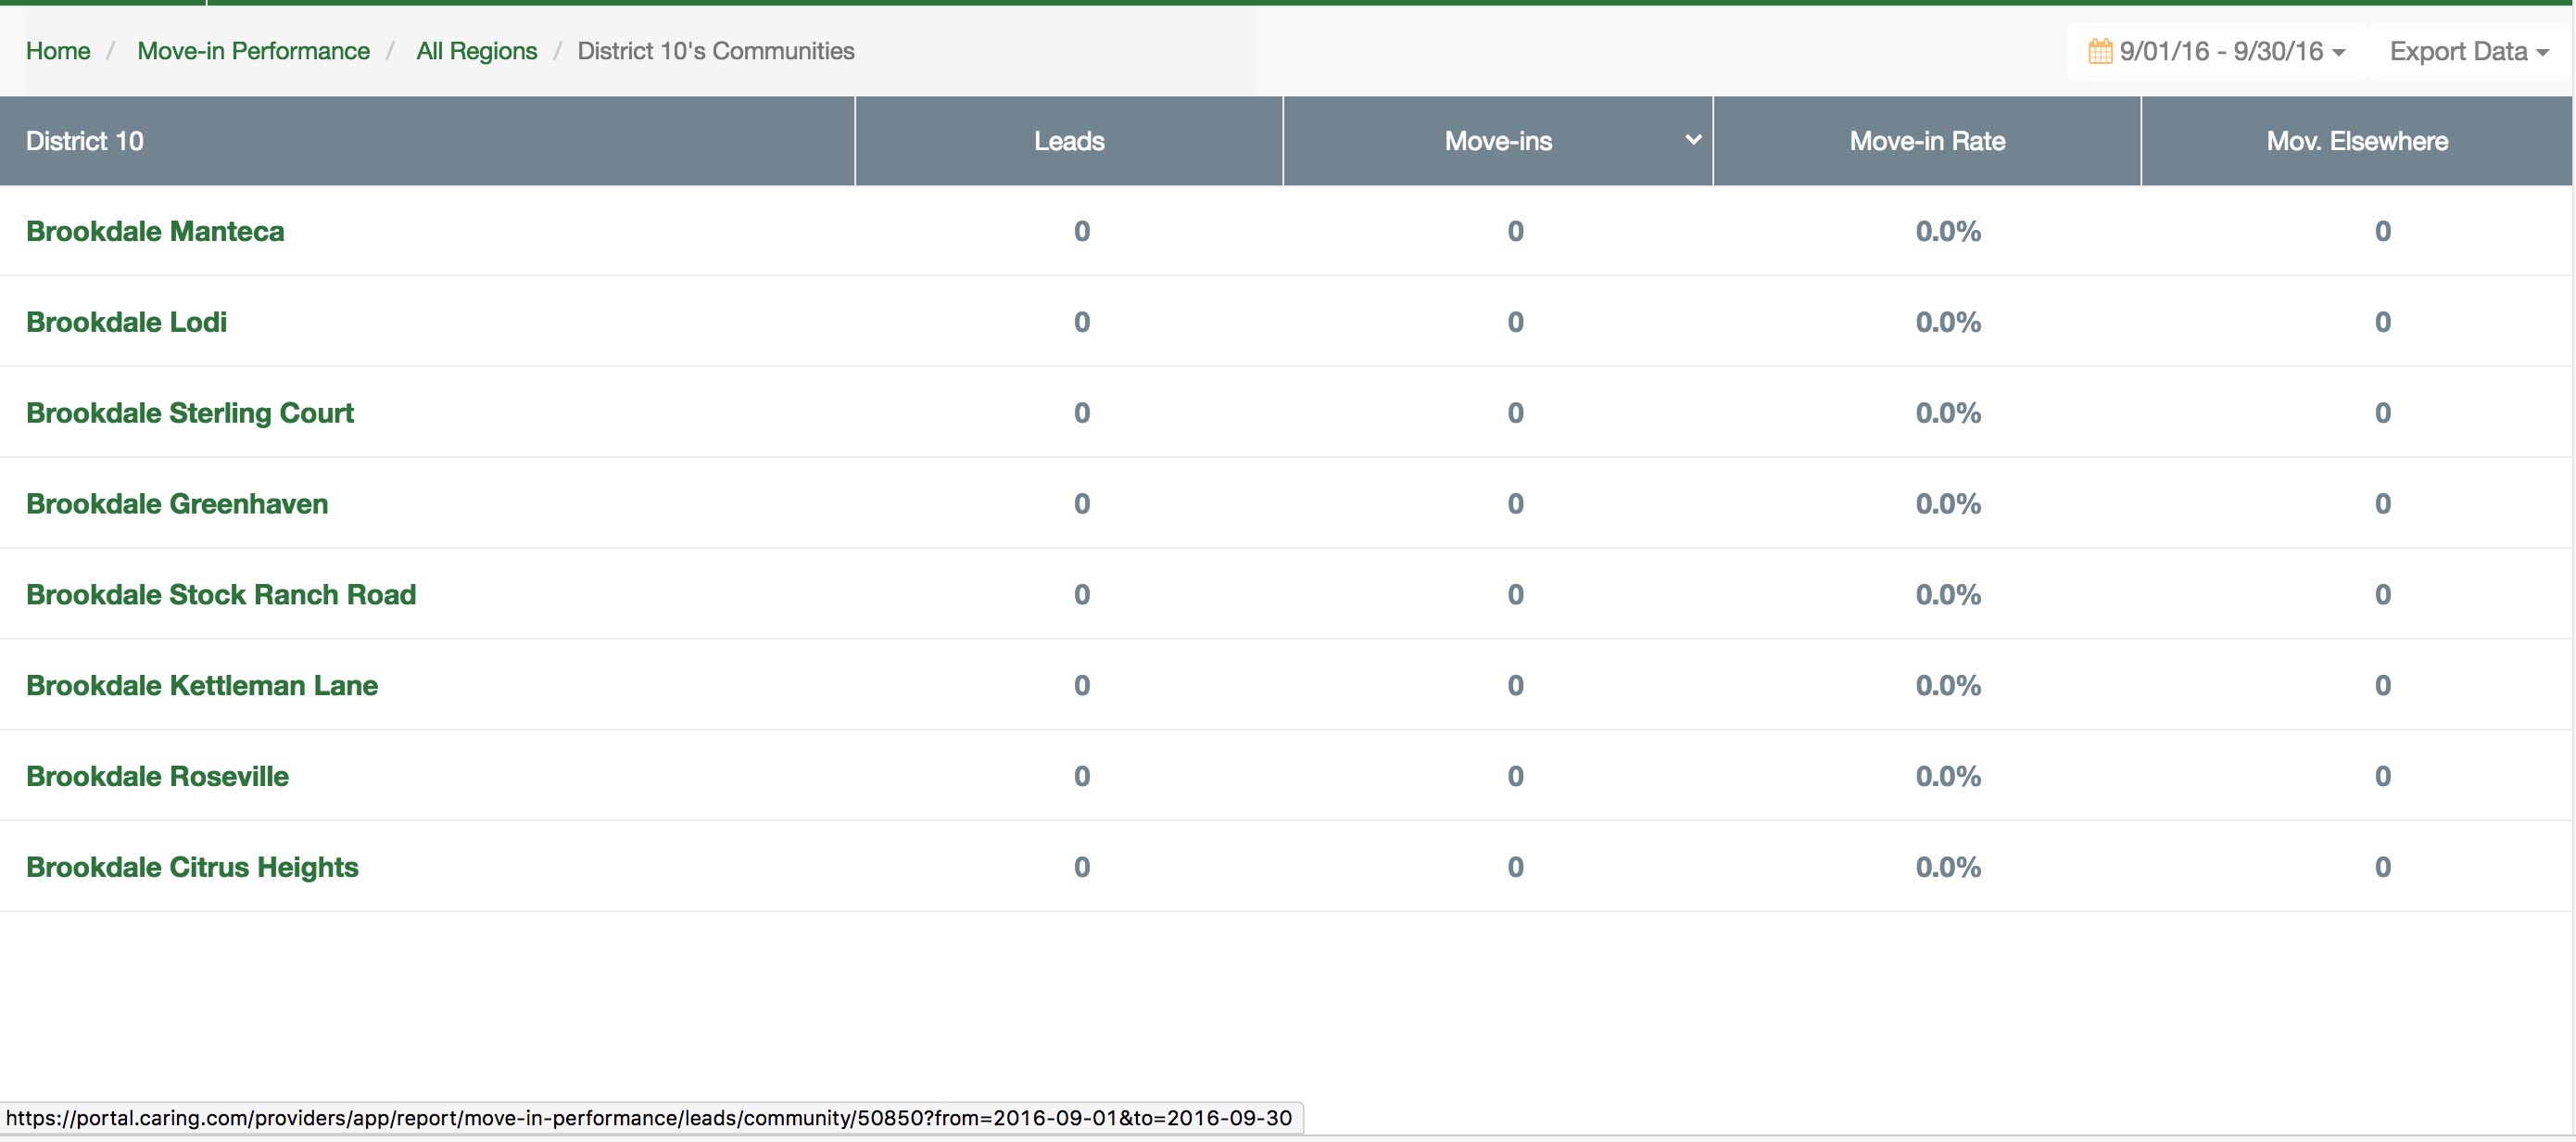 Home / Move-in Performance / All Regions / District 10's Communities 9/01/16 - 9/30/16 Export Data
District 10 Leads Move-ins Move-in Rate Mov. Elsewhere
Brookdale Manteca 0 0 0.0% 0
Brookdale Lodi 0 0 0.0% 0
Brookdale Sterling Court 0 0 0.0% 0
Brookdale Greenhaven 0 0 0.0% 0
Brookdale Stock Ranch Road 0 0 0.0% 0
Brookdale Kettleman Lane 0 0 0.0% 0
Brookdale Roseville 0 0 0.0% 0
Brookdale Citrus Heights 0 0 0.0% 0
https://portal.caring.com/providers/app/report/move-in-performance/leads/community/50850?from=2016-09-01&to=2016-09-30